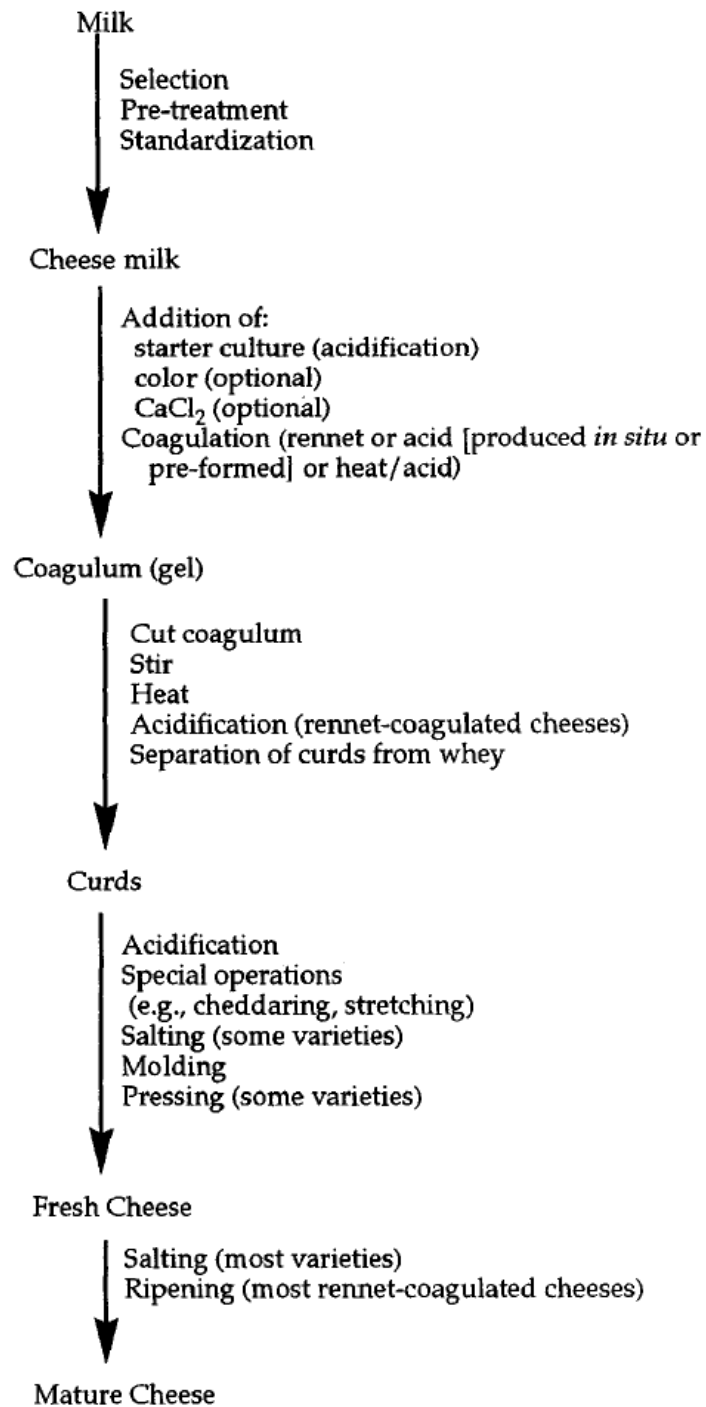 Milk
Selection
Pre-treatment
Standardization
Cheese milk
Addition of:
starter culture (acidification)
color (optional)
CaCl₂ (optional)
Coagulation (rennet or acid [produced in situ or
pre-formed] or heat/acid)
Coagulum (gel)
Cut coagulum
Stir
Heat
Acidification (rennet-coagulated cheeses)
Separation of curds from whey
Curds
Acidification
Special operations
(e.g., cheddaring, stretching)
Salting (some varieties)
Molding
Pressing (some varieties)
Fresh Cheese
Salting (most varieties)
Ripening (most rennet-coagulated cheeses)
Mature Cheese